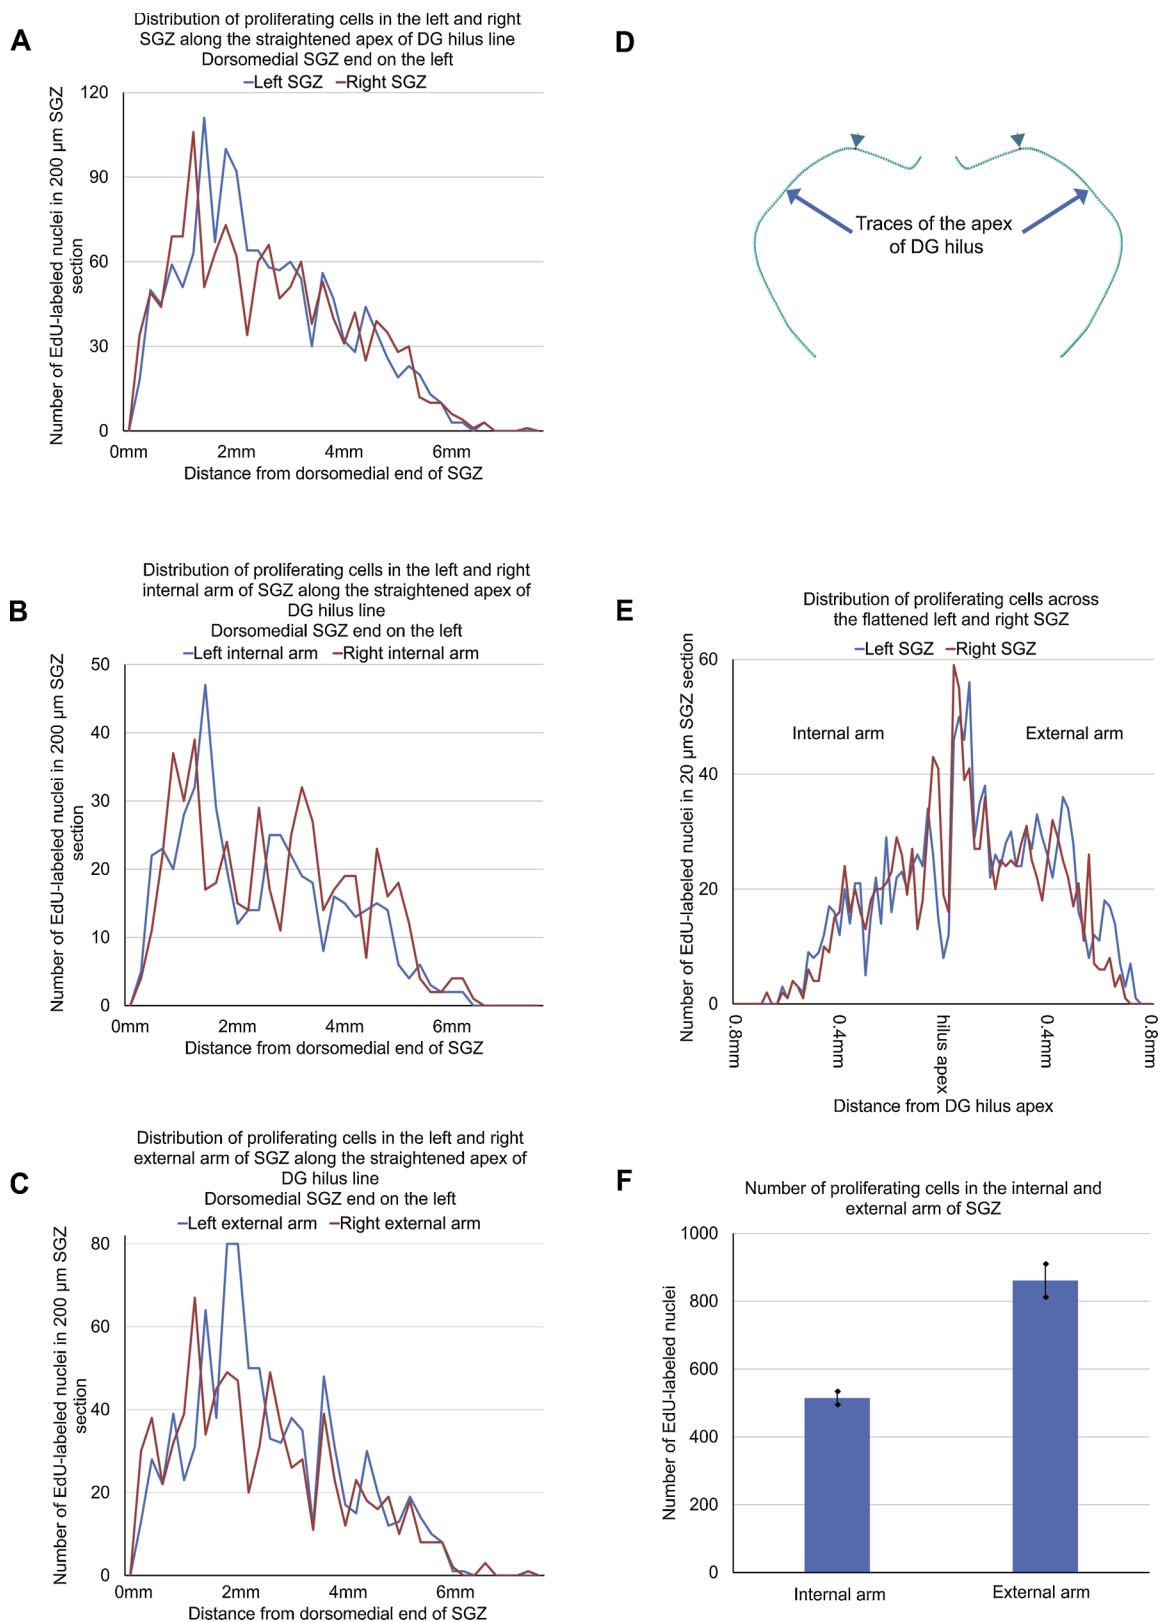 A
Distribution of proliferating cells in the left and right
SGZ along the straightened apex of DG hilus line
Dorsomedial SGZ end on the left
Left SGZ Right SGZ
Number of EdU-labeled nuclei in 200 µm SGZ
section
120
90
60
30
0
0mm 2mm 4mm 6mm
Distance from dorsomedial end of SGZ
B
Distribution of proliferating cells in the left and right
internal arm of SGZ along the straightened apex of
DG hilus line
Dorsomedial SGZ end on the left
Left internal arm Right internal arm
Number of EdU-labeled nuclei in 200 µm SGZ
section
50
40
30
20
10
0
0mm 2mm 4mm 6mm
Distance from dorsomedial end of SGZ
C
Distribution of proliferating cells in the left and right
external arm of SGZ along the straightened apex of
DG hilus line
Dorsomedial SGZ end on the left
Left external arm Right external arm
Number of EdU-labeled nuclei in 200 µm SGZ
section
80
60
40
20
0
0mm 2mm 4mm 6mm
Distance from dorsomedial end of SGZ
D
Traces of the apex
of DG hilus
E
Distribution of proliferating cells across
the flattened left and right SGZ
Left SGZ Right SGZ
Number of EdU-labeled nuclei in 20 µm SGZ section
60
40
20
0
Internal arm External arm
0.8mm 0.4mm hilus apex 0.4mm 0.8mm
Distance from DG hilus apex
F
Number of proliferating cells in the internal and
external arm of SGZ
Number of EdU-labeled nuclei
1000
800
600
400
200
0
Internal arm External arm